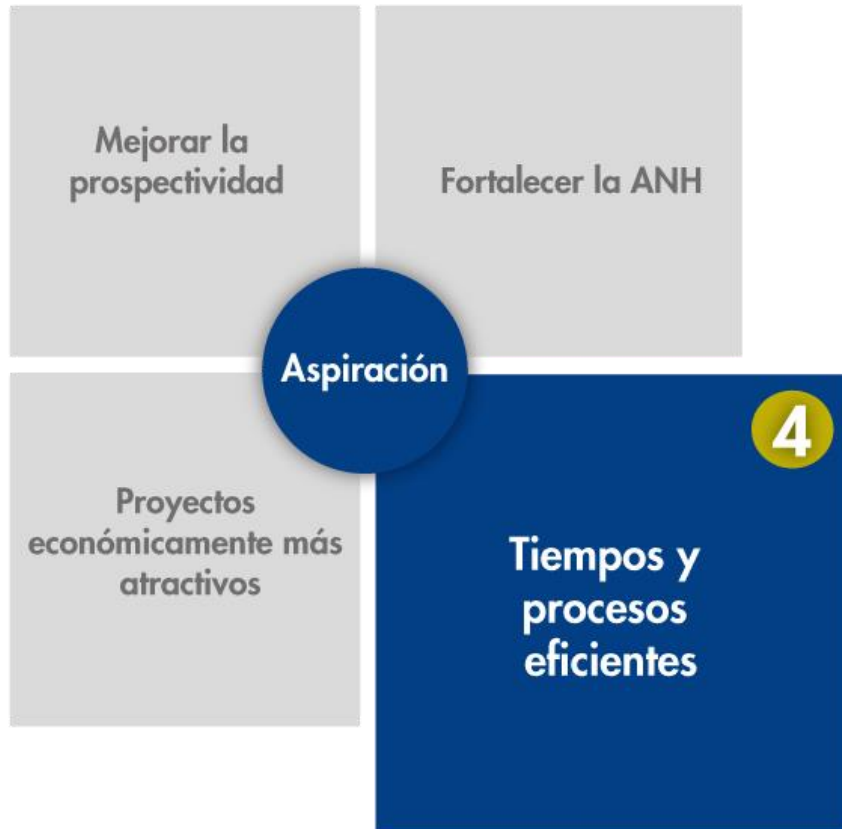 Mejorar la
prospectividad
Fortalecer la ANH
Aspiración
4
Proyectos
económicamente más
atractivos
Tiempos y
procesos
eficientes